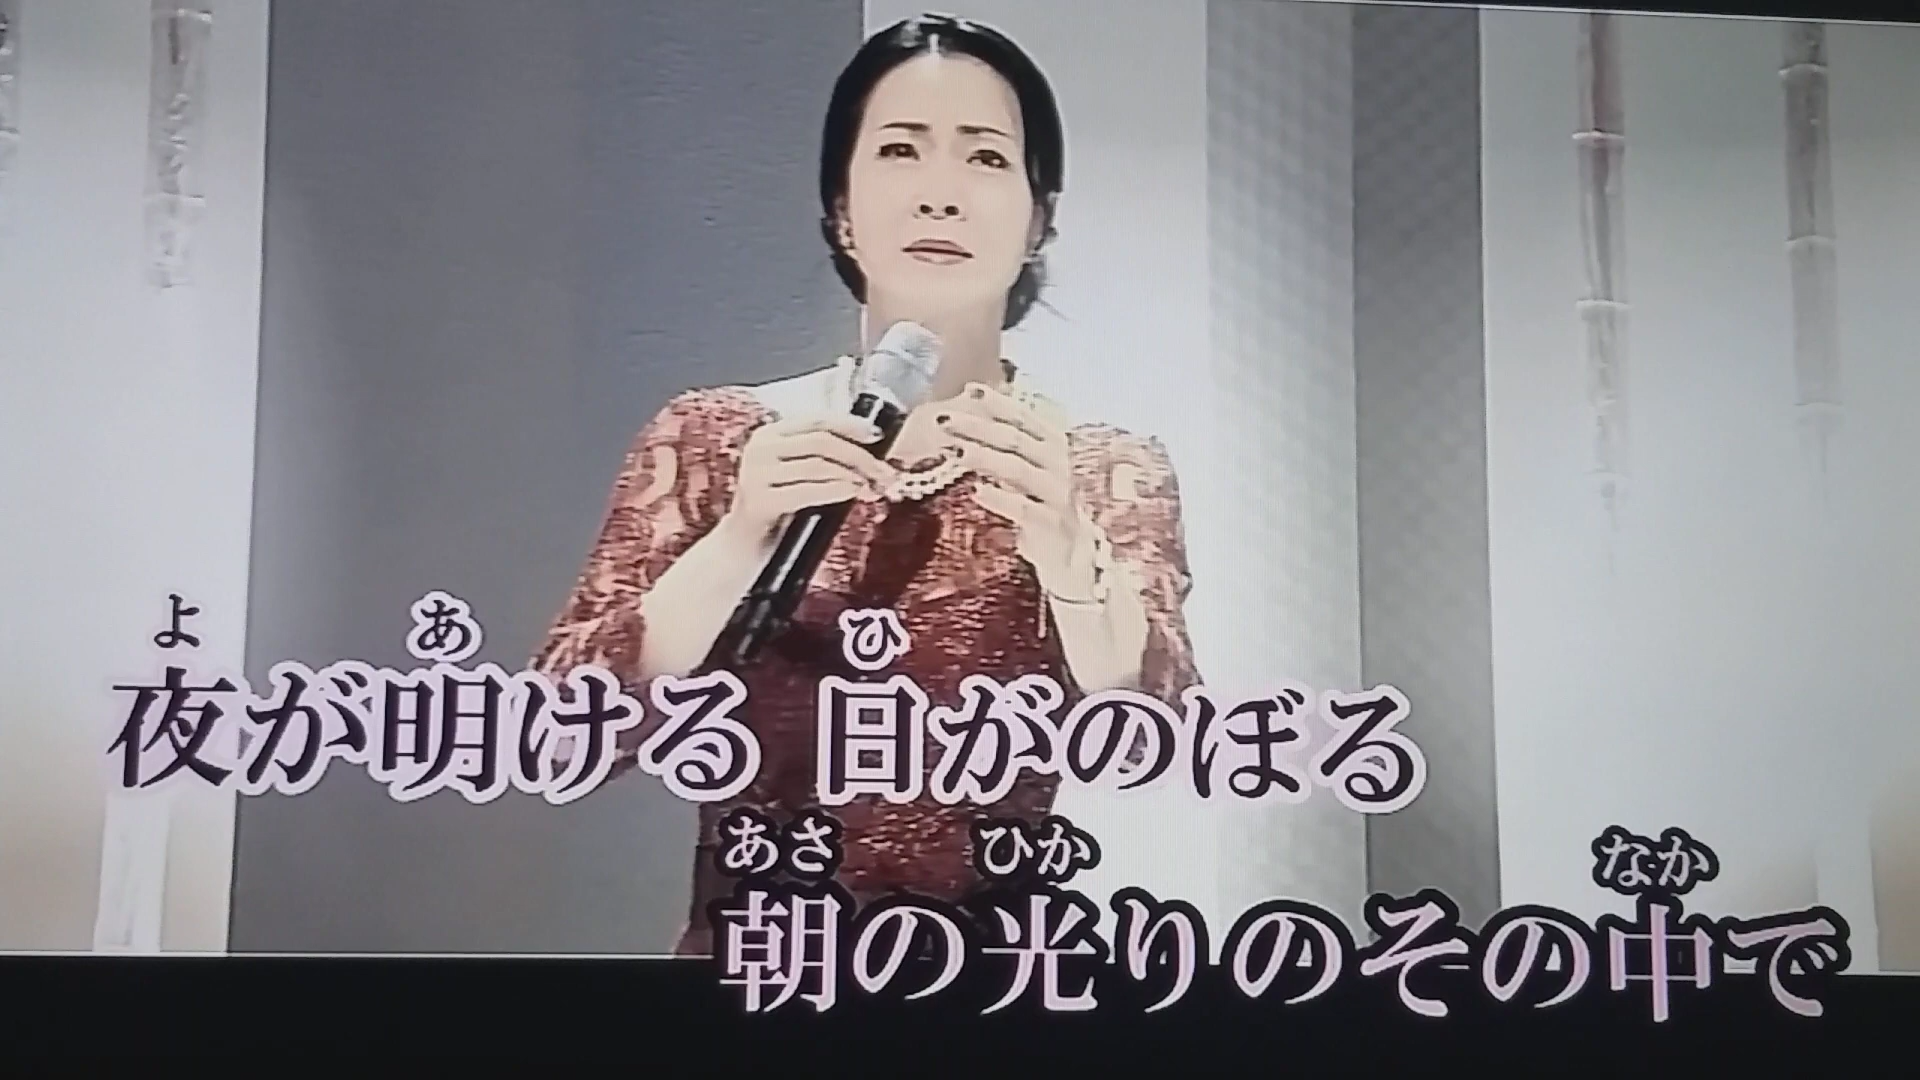 よ あ ひ
夜が明ける 日がのぼる
あさ ひか なか
朝の光りのその中で